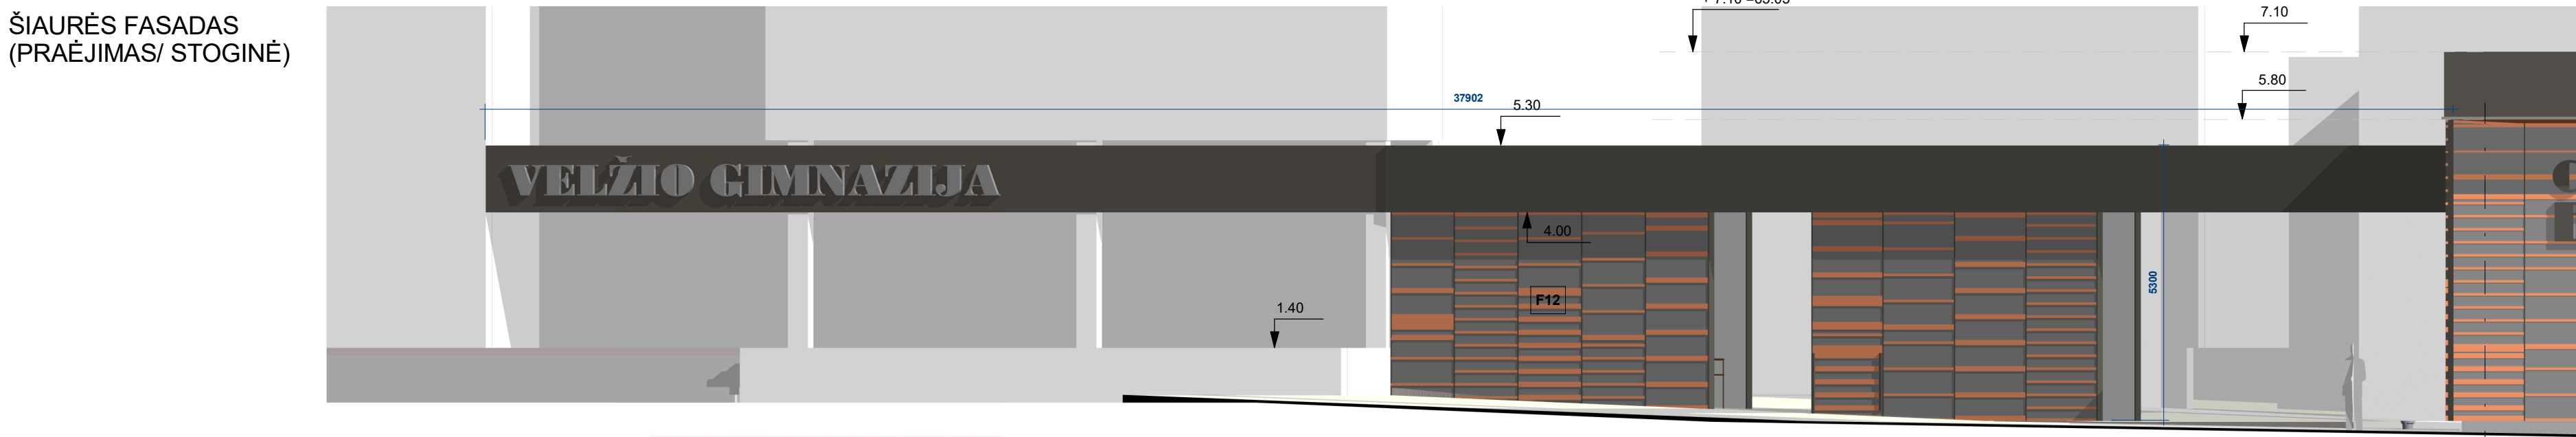 ŠIAURĖS FASADAS
(PRAĖJIMAS/ STOGINĖ)
7.10
5.80
37902
5.30
VELŽIO GIMNAZIJA
4.00
F12
1.40
5300